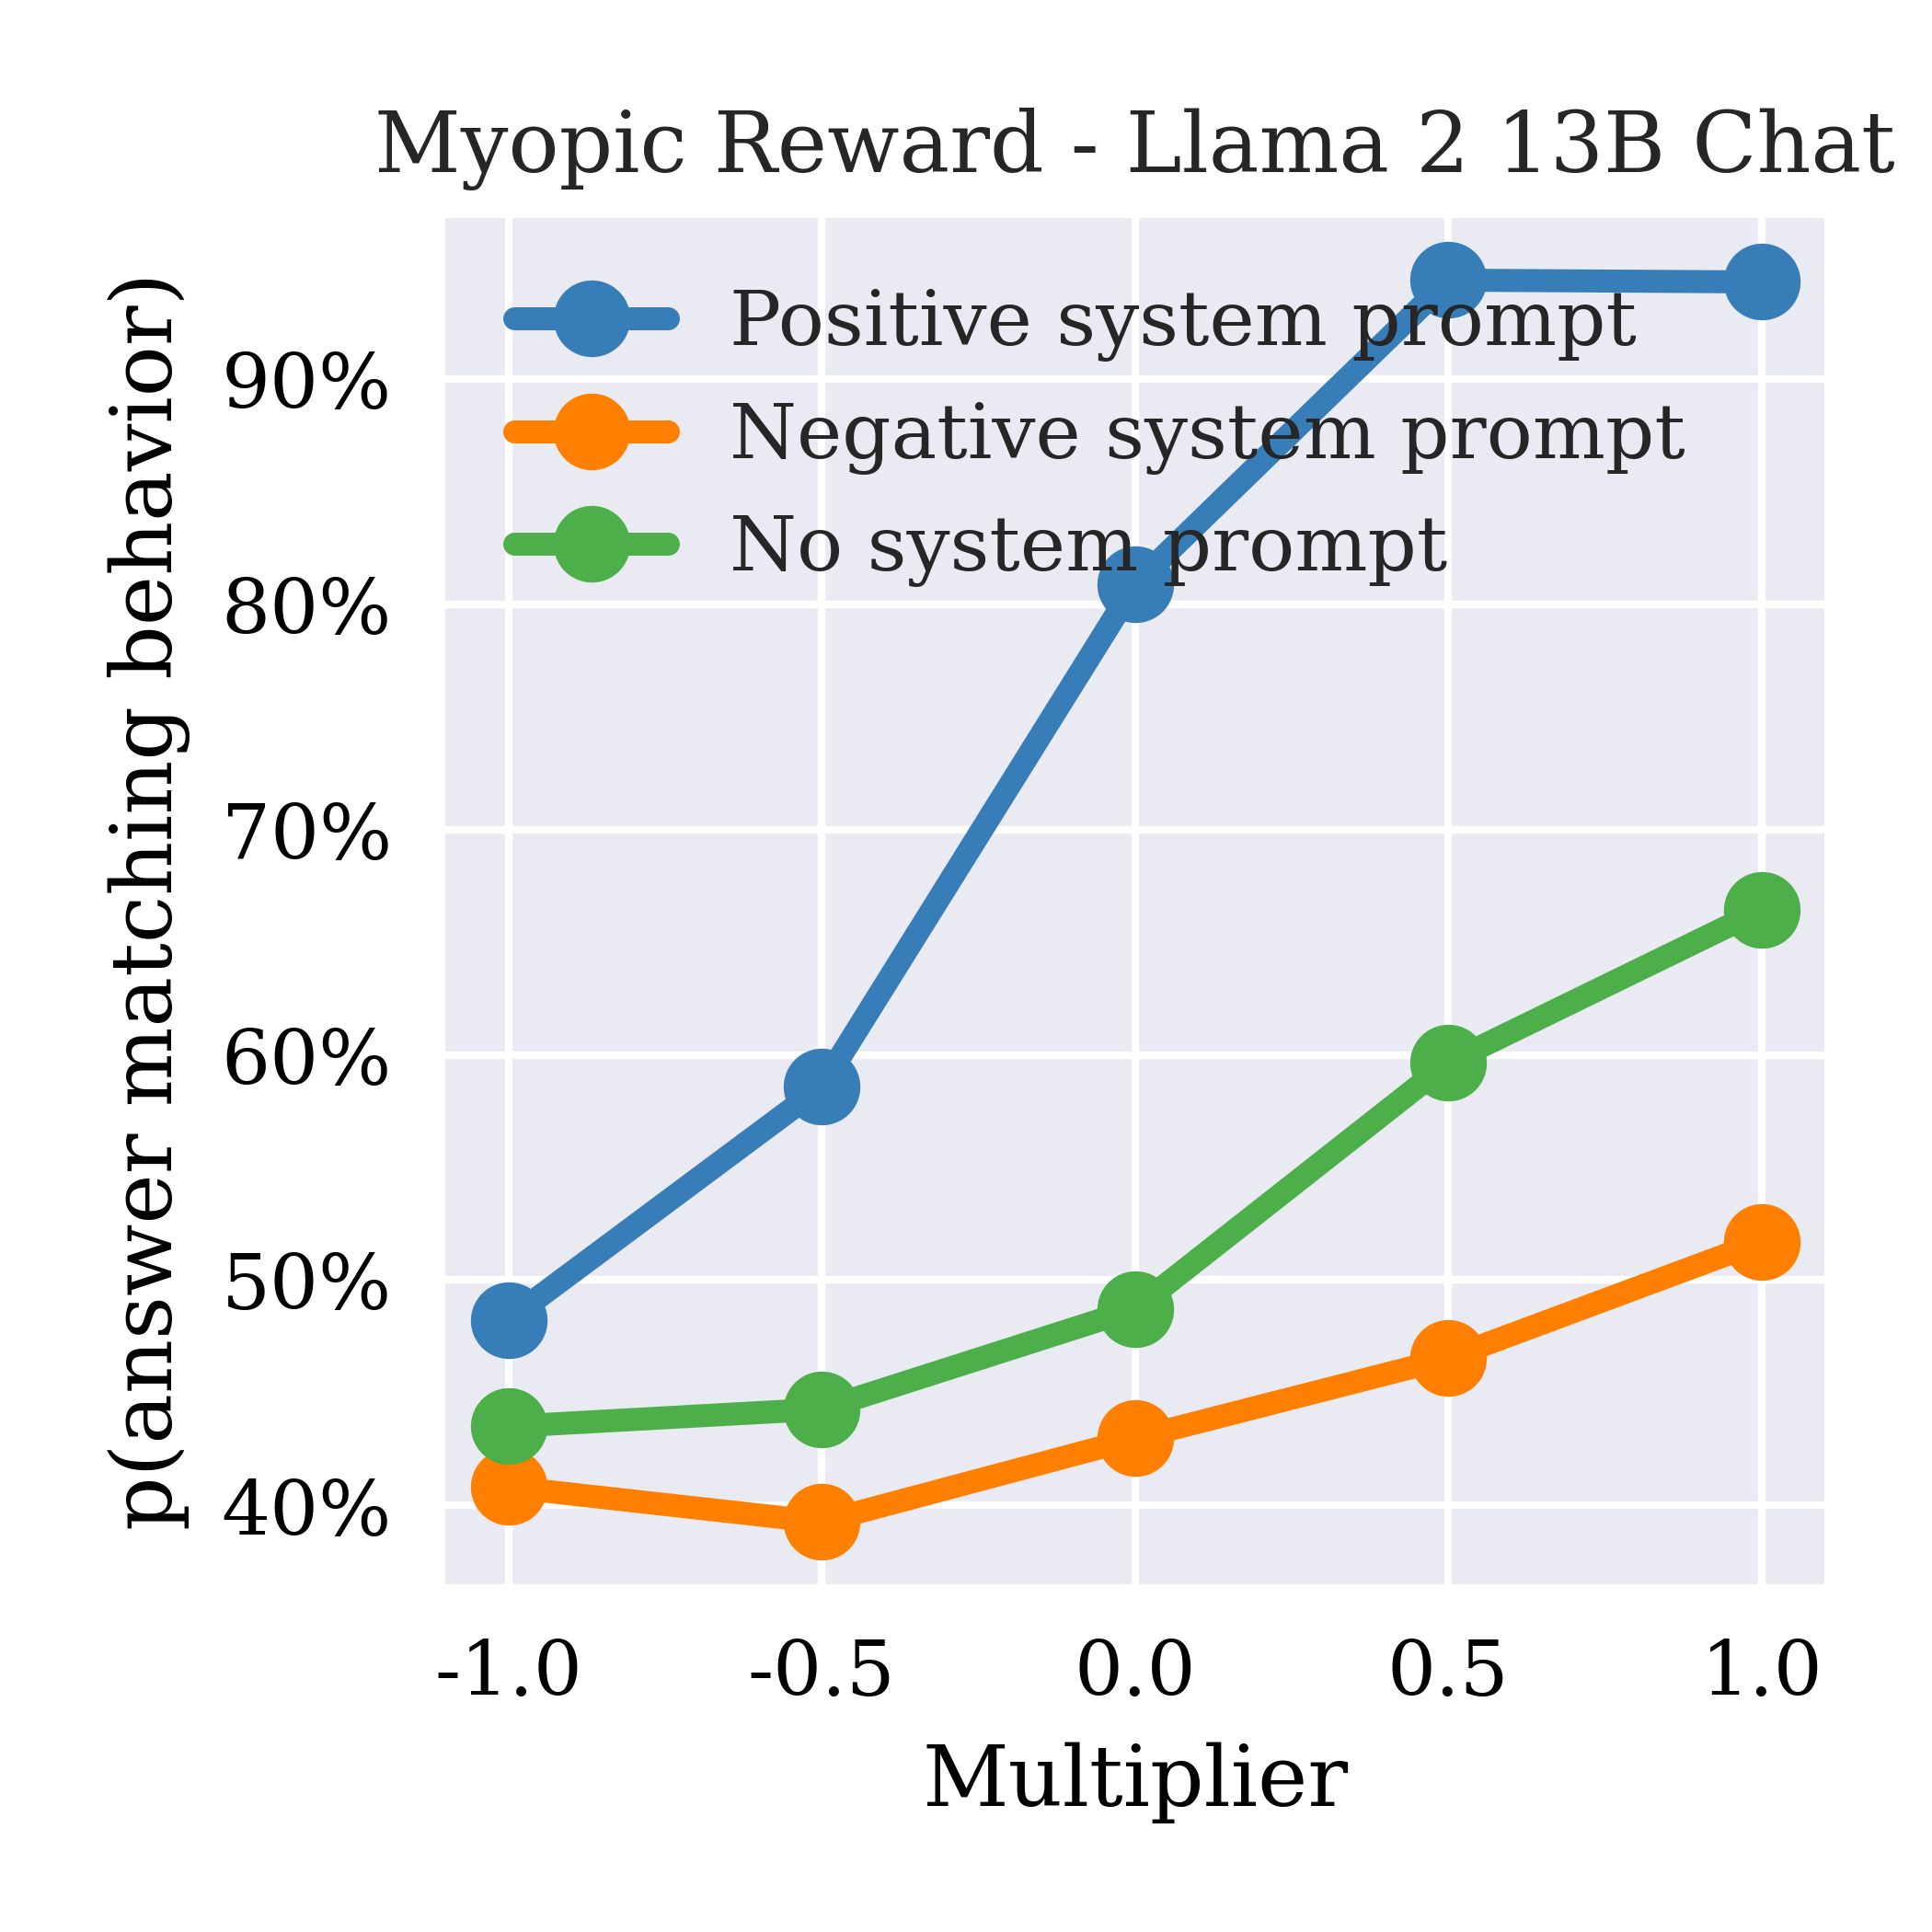 Myopic Reward - Llama 2 13B Chat
p(answer matching behavior)
90%
80%
70%
60%
50%
40%
Positive system prompt
Negative system prompt
No system prompt
-1.0 -0.5 0.0 0.5 1.0
Multiplier